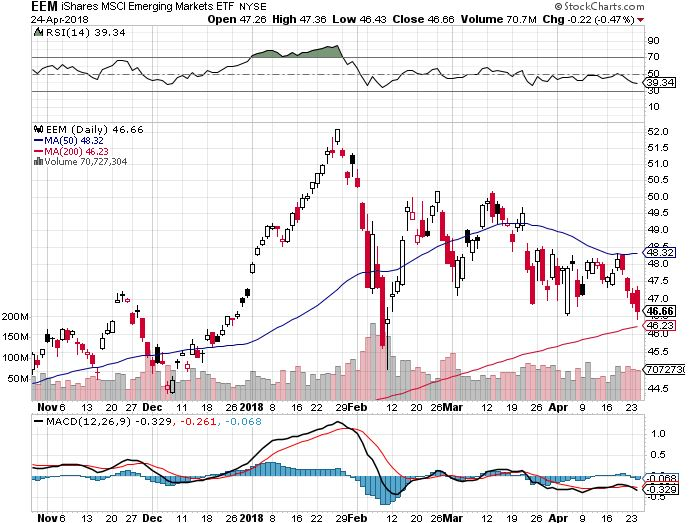 EEM iShares MSCI Emerging Markets ETF NYSE © StockCharts.com
24-Apr-2018 Open 47.26 High 47.36 Low 46.43 Close 46.66 Volume 70.7M Chg -0.22 (-0.47%)
RSI(14) 39.34
90
70
50
39.34
30
10
EEM (Daily) 46.66
MA(50) 48.32
MA(200) 46.23
Volume 70,727,304
52.0
51.5
51.0
50.5
50.0
49.5
49.0
48.5
48.32
48.0
47.5
47.0
46.66
46.23
45.5
45.0
44.5
200M
150M
100M
50M
Nov 6 13 20 27 Dec 11 18 26 2018 8 16 22 29 Feb 12 20 26 Mar 12 19 26 Apr 9 16 23
MACD(12,26,9) -0.329, -0.261, -0.068
1.0
0.5
0.0
-0.068
-0.329
-0.5
Nov 6 13 20 27 Dec 11 18 26 2018 8 16 22 29 Feb 12 20 26 Mar 12 19 26 Apr 9 16 23